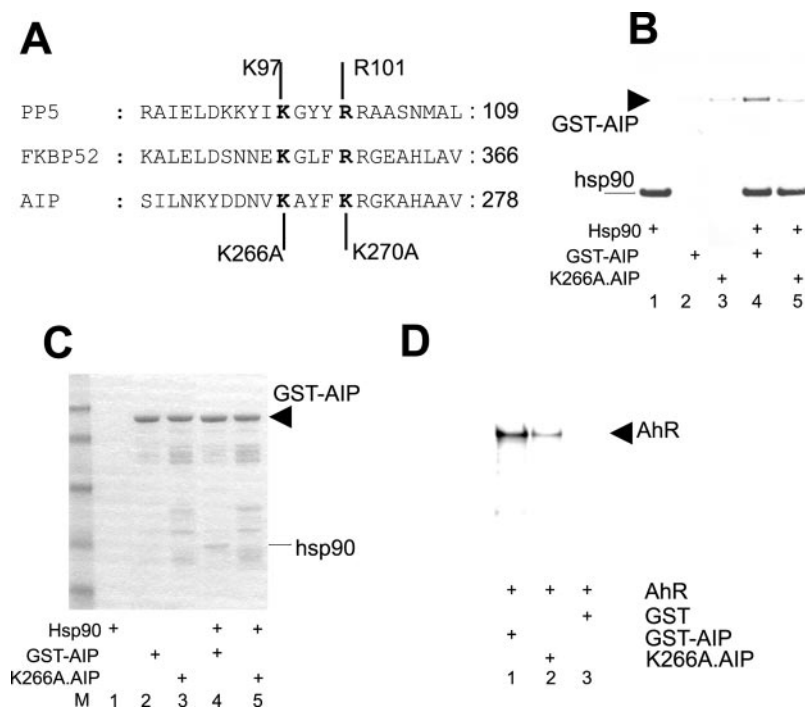 A
K97 R101
PP5 : RAIELDKKYIKGYYRRAASNMAL : 109
FKBP52 : KALELDSNNEKGLFRRGEAHLAV : 366
AIP : SILNKYDDNVKAYFKRGKAHAAV : 278
K266A K270A
B
GST-AIP
hsp90
Hsp90 + + +
GST-AIP + +
K266A.AIP + +
1 2 3 4 5
C
GST-AIP
hsp90
Hsp90 + + +
GST-AIP + +
K266A.AIP + +
M 1 2 3 4 5
D
AhR
+ + + AhR
+ GST
+ GST-AIP
+ K266A.AIP
1 2 3